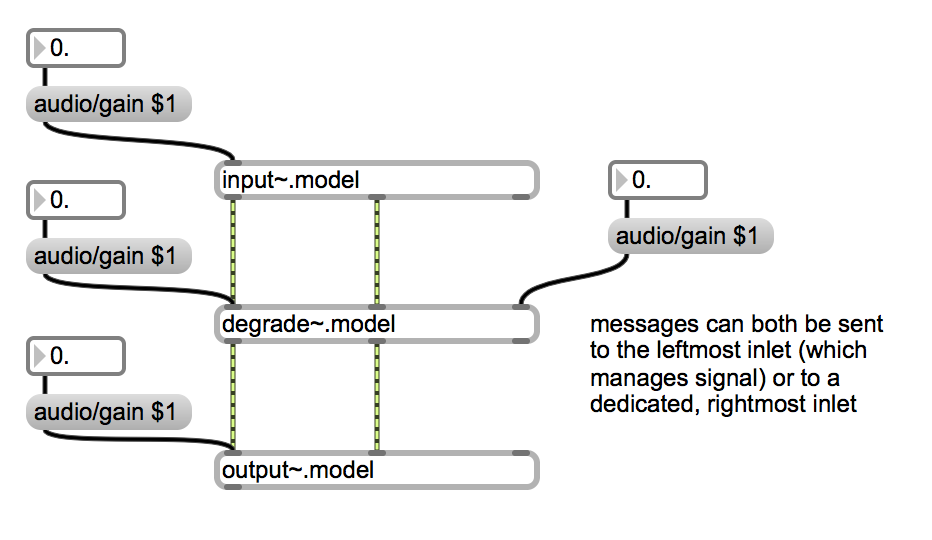 0.
audio/gain $1
input~.model
0.
audio/gain $1
0.
audio/gain $1
degrade~.model
messages can both be sent
to the leftmost inlet (which
manages signal) or to a
dedicated, rightmost inlet
0.
audio/gain $1
output~.model